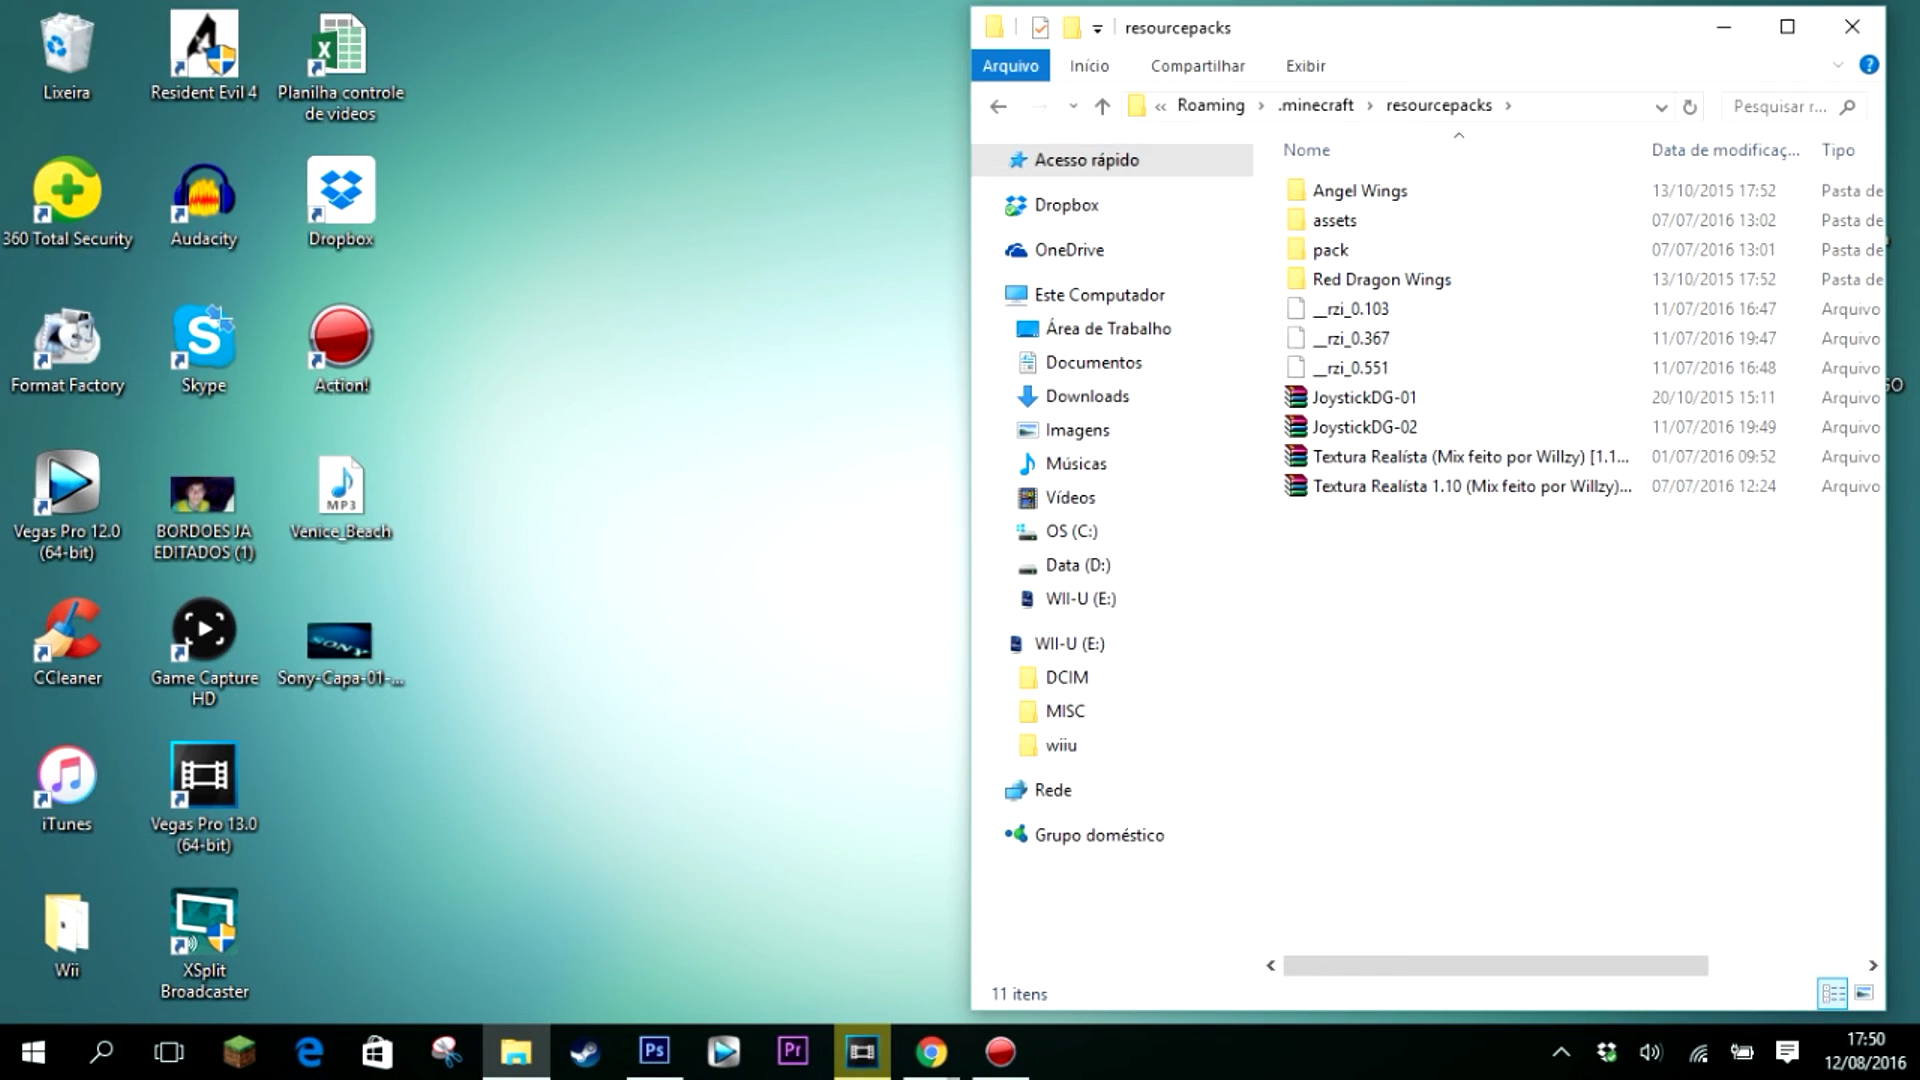 Lixeira
Resident Evil 4
Planilha controle
de videos
360 Total Security
Audacity
Dropbox
Format Factory
Skype
Action!
MP3
Vegas Pro 12.0
(64-bit)
BORDOES JA
EDITADOS (1)
Venice_Beach
SONY
CCleaner
Game Capture
HD
Sony-Capa-01-...
iTunes
Vegas Pro 13.0
(64-bit)
Wii
XSplit
Broadcaster
resourcepacks
Arquivo
Início
Compartilhar
Exibir
« Roaming > .minecraft > resourcepacks >
Pesquisar r...
Acesso rápido
Dropbox
OneDrive
Este Computador
Área de Trabalho
Documentos
Downloads
Imagens
Músicas
Vídeos
OS (C:)
Data (D:)
WII-U (E:)
WII-U (E:)
DCIM
MISC
wiiu
Rede
Grupo doméstico
Nome Data de modificaç... Tipo
Angel Wings 13/10/2015 17:52 Pasta de
assets 07/07/2016 13:02 Pasta de
pack 07/07/2016 13:01 Pasta de
Red Dragon Wings 13/10/2015 17:52 Pasta de
__rzi_0.103 11/07/2016 16:47 Arquivo
__rzi_0.367 11/07/2016 19:47 Arquivo
__rzi_0.551 11/07/2016 16:48 Arquivo
JoystickDG-01 20/10/2015 15:11 Arquivo
JoystickDG-02 11/07/2016 19:49 Arquivo
Textura Realísta (Mix feito por Willzy) [1.1... 01/07/2016 09:52 Arquivo
Textura Realísta 1.10 (Mix feito por Willzy)... 07/07/2016 12:24 Arquivo
11 itens
Ps
Pr
17:50
12/08/2016